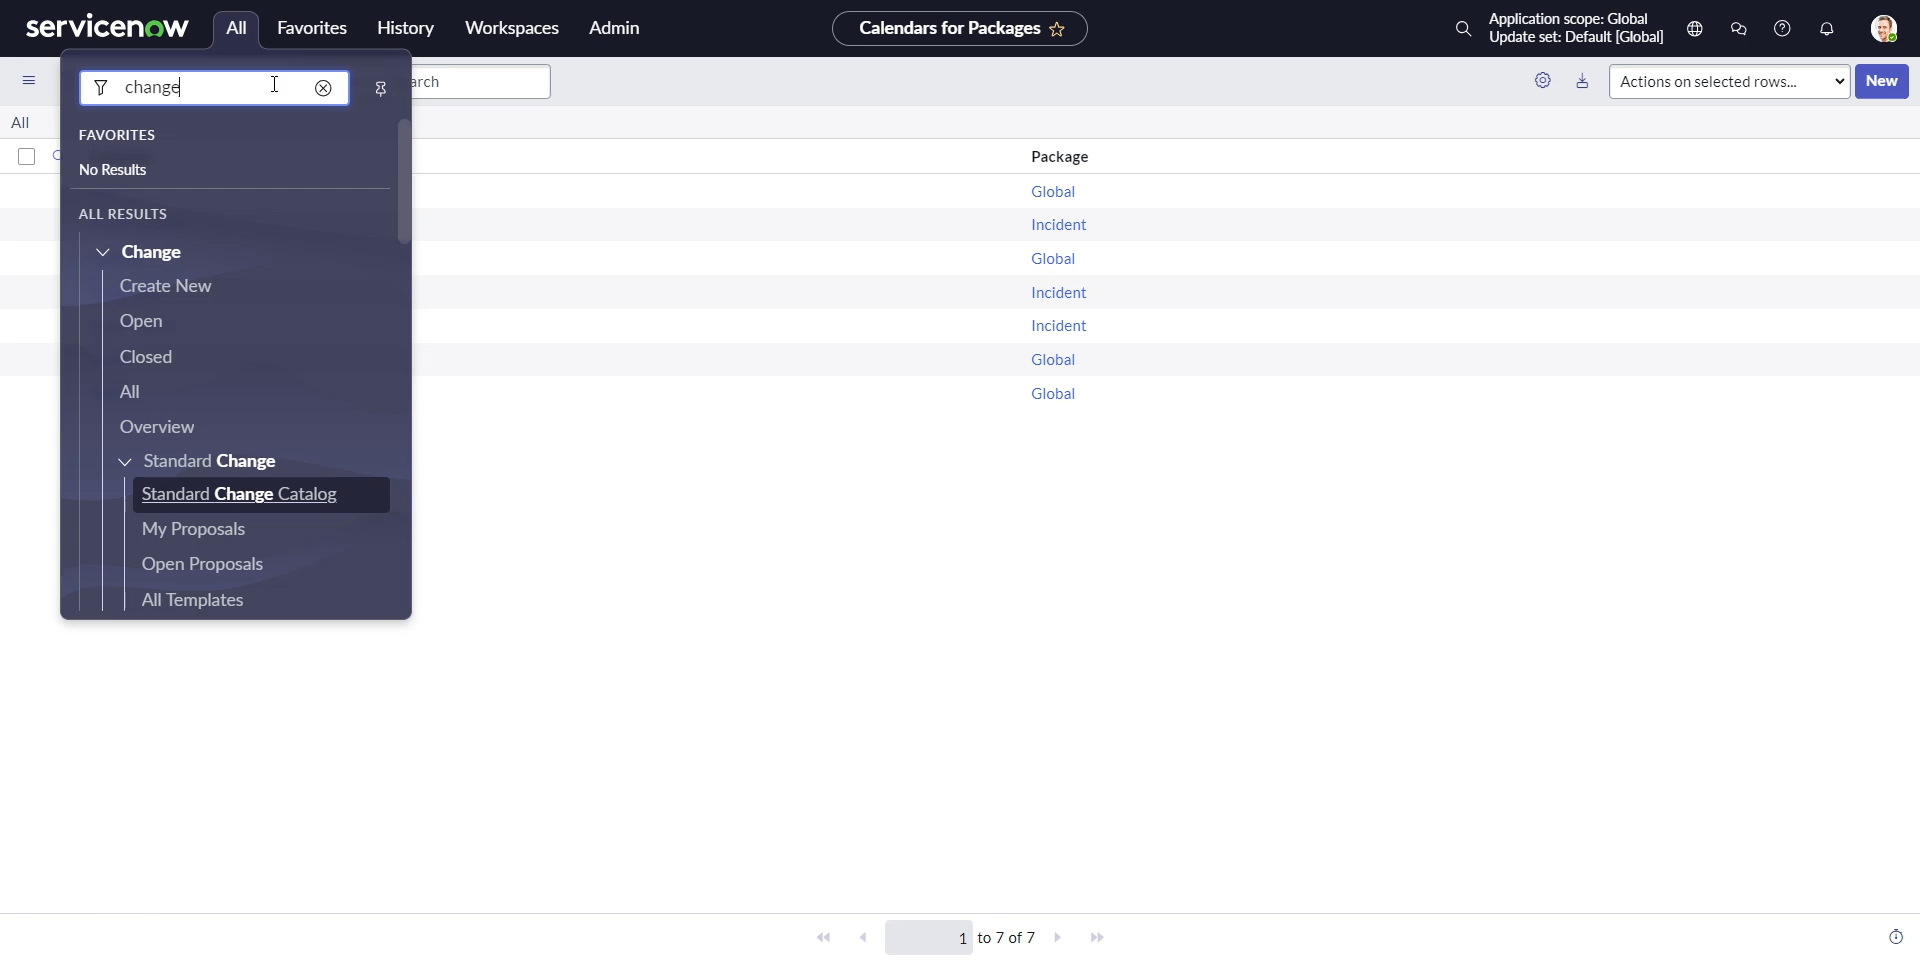 servicenow All Favorites History Workspaces Admin
Calendars for Packages
Application scope: Global
Update set: Default [Global]
change
arch
Actions on selected rows...
New
All
FAVORITES
No Results
ALL RESULTS
Change
Create New
Open
Closed
All
Overview
Standard Change
Standard Change Catalog
My Proposals
Open Proposals
All Templates
Package
Global
Incident
Global
Incident
Incident
Global
Global
1 to 7 of 7